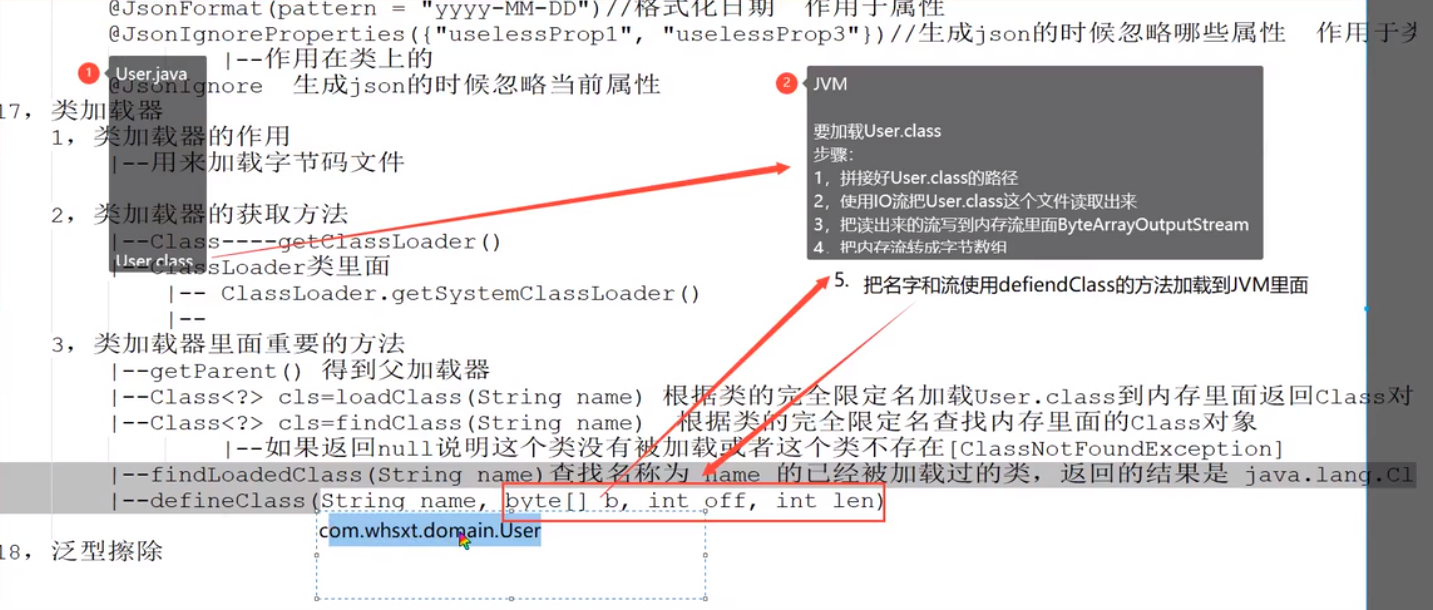 @JsonFormat(pattern = "yyyy-MM-DD")//格式化日期 作用于属性
@JsonIgnoreProperties({"uselessProp1", "uselessProp3"})//生成json的时候忽略哪些属性 作用于类
|--作用在类上的
@JsonIgnore 生成json的时候忽略当前属性
17，类加载器
1，类加载器的作用
|--用来加载字节码文件
2，类加载器的获取方法
|--Class----getClassLoader()
|--ClassLoader类里面
|-- ClassLoader.getSystemClassLoader()
|--
3，类加载器里面重要的方法
|--getParent() 得到父加载器
|--Class<?> cls=loadClass(String name) 根据类的完全限定名加载User.class到内存里面返回Class对
|--Class<?> cls=findClass(String name) 根据类的完全限定名查找内存里面的Class对象
|--如果返回null说明这个类没有被加载或者这个类不存在[ClassNotFoundException]
|--findLoadedClass(String name)查找名称为 name 的已经被加载过的类，返回的结果是 java.lang.Cl
|--defineClass(String name, byte[] b, int off, int len)
com.whsxt.domain.User
18，泛型擦除
1
User.java
User.class
2
JVM
要加载User.class
步骤：
1，拼接好User.class的路径
2，使用IO流把User.class这个文件读取出来
3，把读出来的流写到内存流里面ByteArrayOutputStream
4，把内存流转成字节数组
5. 把名字和流使用defiendClass的方法加载到JVM里面